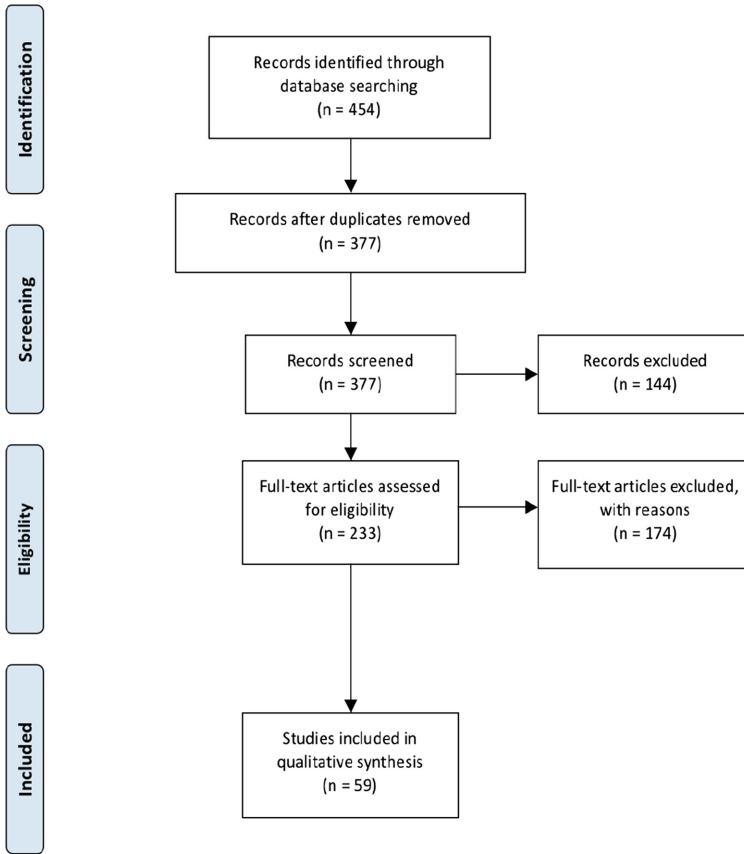 Identification
Records identified through
database searching
(n = 454)
Records after duplicates removed
(n = 377)
Screening
Records screened
(n = 377)
Records excluded
(n = 144)
Eligibility
Full-text articles assessed
for eligibility
(n = 233)
Full-text articles excluded,
with reasons
(n = 174)
Included
Studies included in
qualitative synthesis
(n = 59)